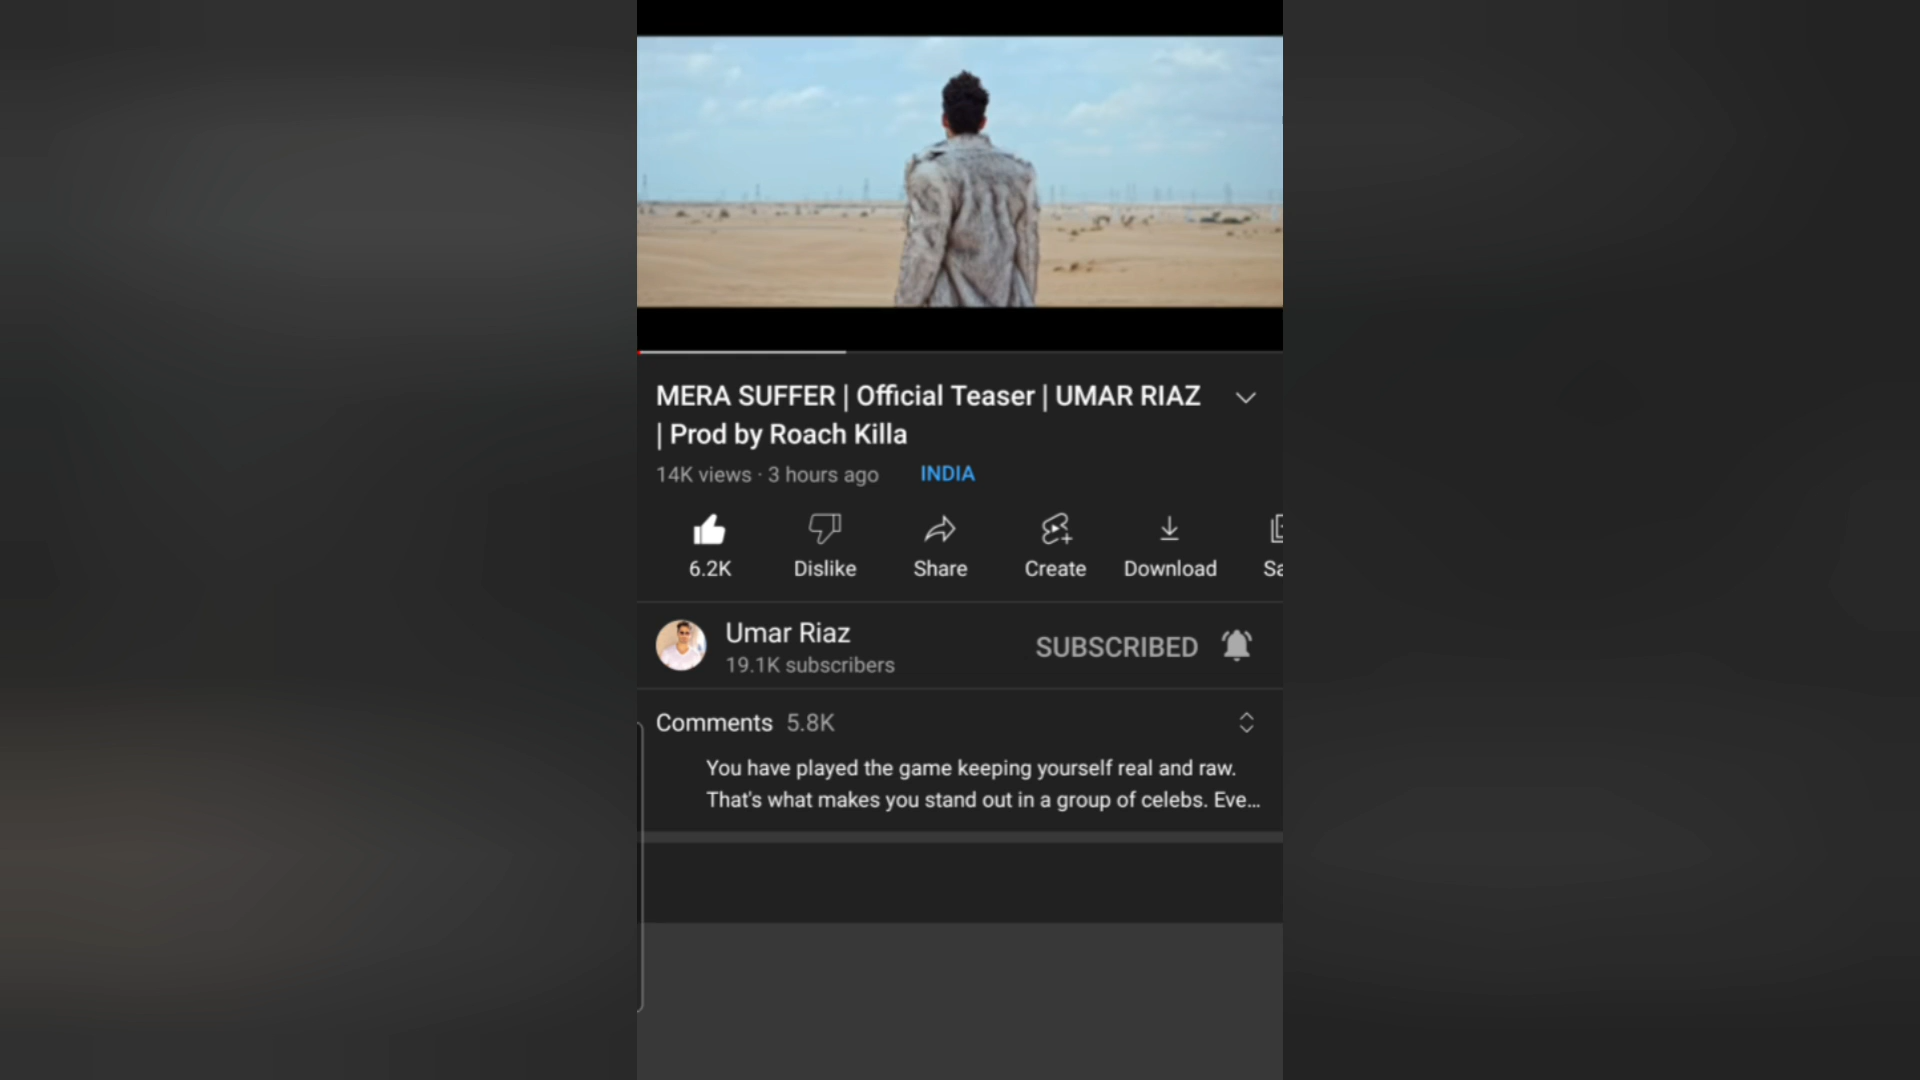 MERA SUFFER | Official Teaser | UMAR RIAZ
| Prod by Roach Killa
14K views · 3 hours ago INDIA
6.2K Dislike Share Create Download Sa
Umar Riaz
19.1K subscribers
SUBSCRIBED
Comments 5.8K
You have played the game keeping yourself real and raw.
That's what makes you stand out in a group of celebs. Eve...